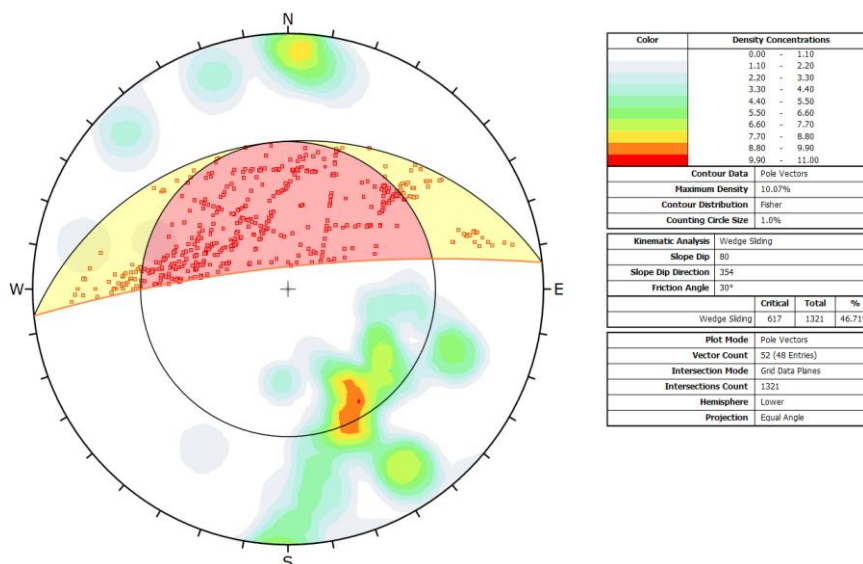 N
W
E
S
Color Density Concentrations
0.00 - 1.10
1.10 - 2.20
2.20 - 3.30
3.30 - 4.40
4.40 - 5.50
5.50 - 6.60
6.60 - 7.70
7.70 - 8.80
8.80 - 9.90
9.90 - 11.00
Contour Data Pole Vectors
Maximum Density 10.07%
Contour Distribution Fisher
Counting Circle Size 1.0%
Kinematic Analysis Wedge Sliding
Slope Dip 80
Slope Dip Direction 354
Friction Angle 30°
Critical Total %
Wedge Sliding 617 1321 46.71%
Plot Mode Pole Vectors
Vector Count 52 (48 Entries)
Intersection Mode Grid Data Planes
Intersections Count 1321
Hemisphere Lower
Projection Equal Angle